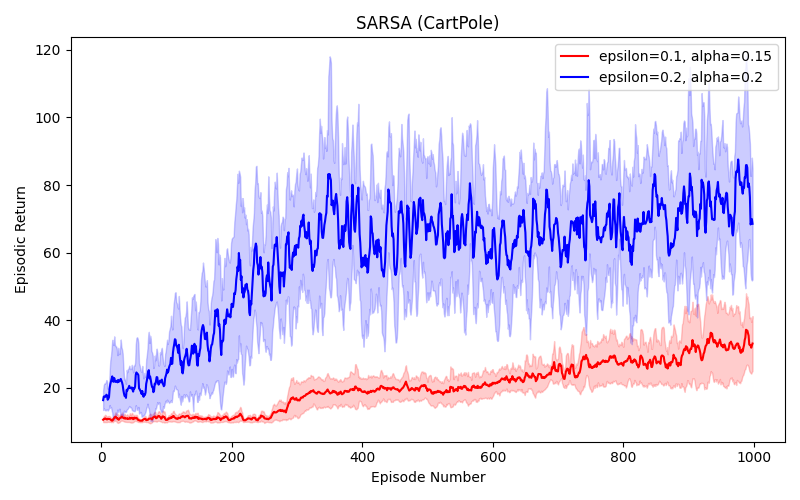 SARSA (CartPole)
epsilon=0.1, alpha=0.15
epsilon=0.2, alpha=0.2
Episodic Return
120
100
80
60
40
20
0
200
400
600
800
1000
Episode Number